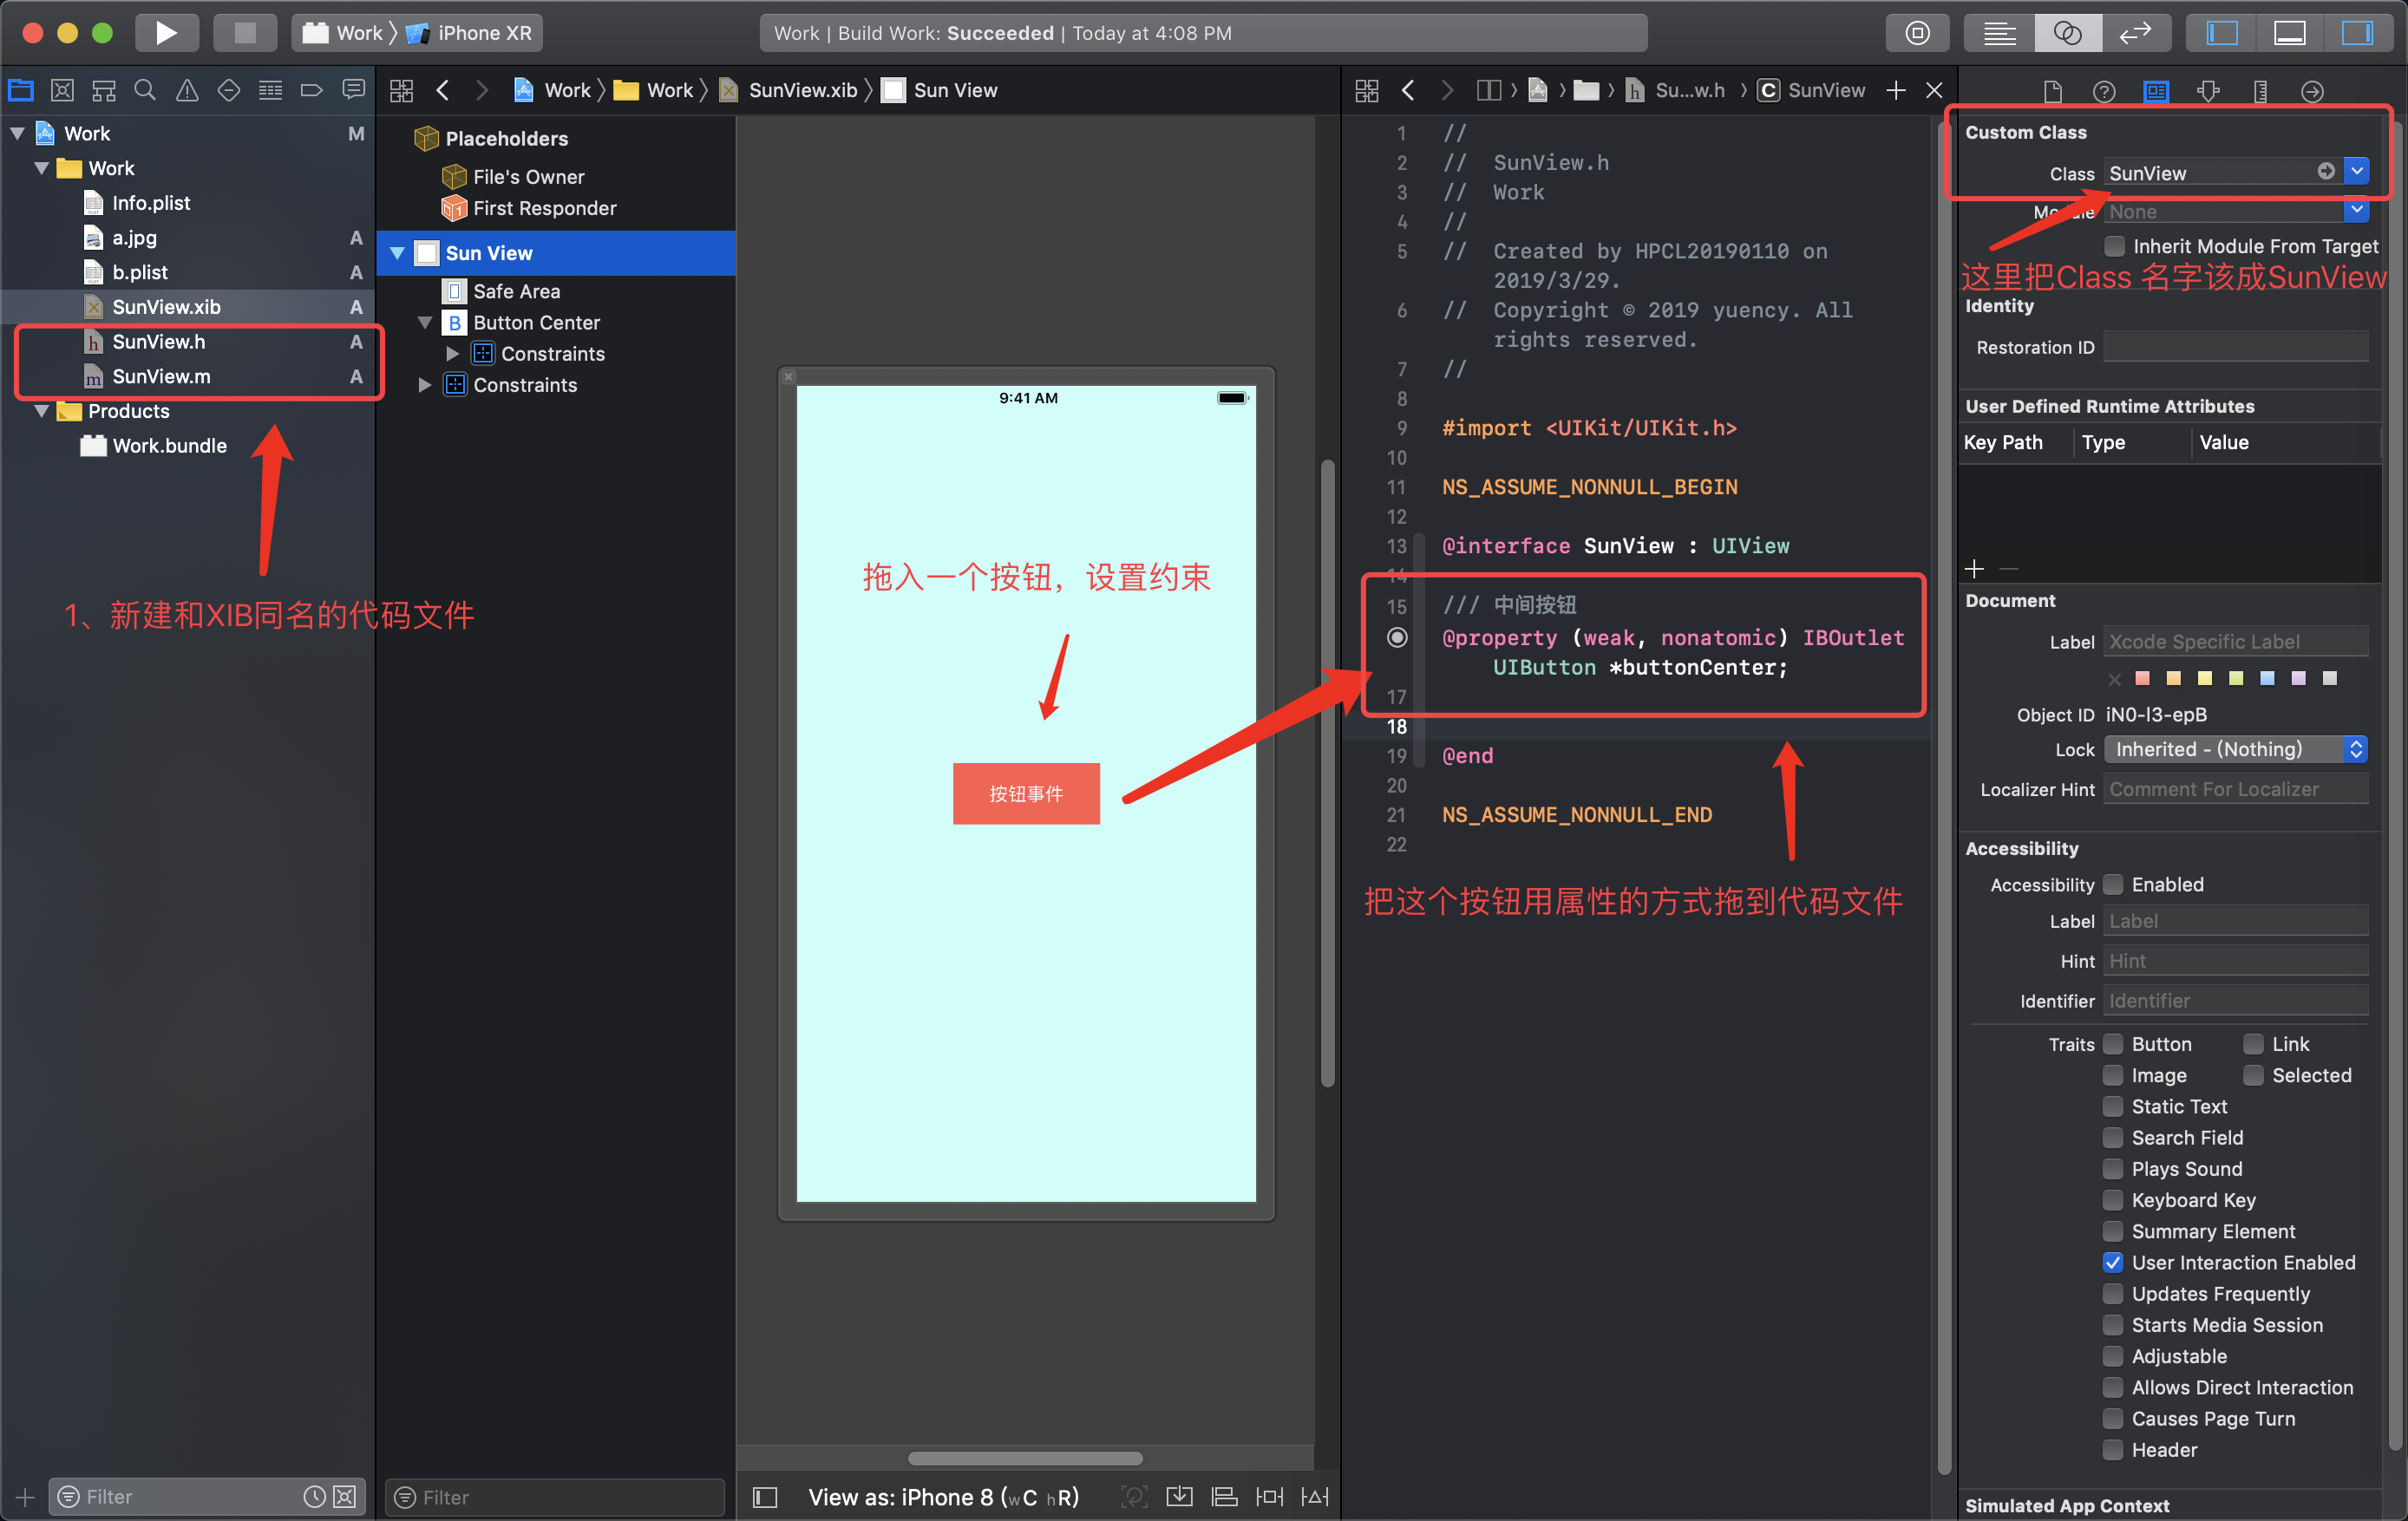 Work
iPhone XR
Work | Build Work: Succeeded | Today at 4:08 PM
Work
M
Work
Info.plist
a.jpg
A
b.plist
A
SunView.xib
A
SunView.h
A
SunView.m
A
Products
Work.bundle
1、新建和XIB同名的代码文件
Filter
Work
Work
SunView.xib
Sun View
Placeholders
File's Owner
First Responder
Sun View
Safe Area
B Button Center
Constraints
Constraints
Filter
9:41 AM
拖入一个按钮，设置约束
按钮事件
View as: iPhone 8 (wC hR)
Su...w.h
C SunView
1 //
2 // SunView.h
3 // Work
4 //
5 // Created by HPCL20190110 on
2019/3/29.
6 // Copyright © 2019 yuency. All
rights reserved.
7 //
8
9 #import <UIKit/UIKit.h>
10
11 NS_ASSUME_NONNULL_BEGIN
12
13 @interface SunView : UIView
14
15 /// 中间按钮
@property (weak, nonatomic) IBOutlet
UIButton *buttonCenter;
17
18
19 @end
20
21 NS_ASSUME_NONNULL_END
22
把这个按钮用属性的方式拖到代码文件
Custom Class
Class SunView
Module None
Inherit Module From Target
这里把Class 名字该成SunView
Identity
Restoration ID
User Defined Runtime Attributes
Key Path Type Value
Document
Label Xcode Specific Label
Object ID iN0-l3-epB
Lock Inherited - (Nothing)
Localizer Hint Comment For Localizer
Accessibility
Accessibility Enabled
Label Label
Hint Hint
Identifier Identifier
Traits Button Link
Image Selected
Static Text
Search Field
Plays Sound
Keyboard Key
Summary Element
User Interaction Enabled
Updates Frequently
Starts Media Session
Adjustable
Allows Direct Interaction
Causes Page Turn
Header
Simulated App Context